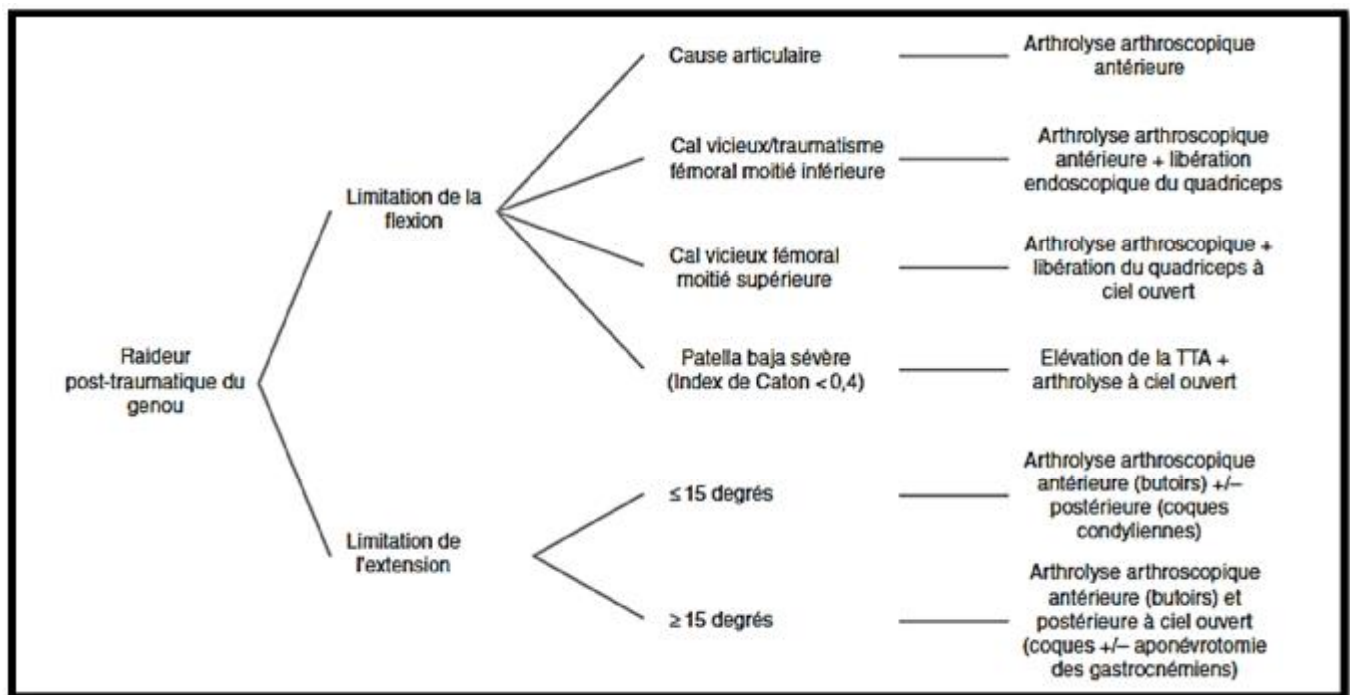 Raideur
post-traumatique du
genou
Limitation de la
flexion
Cause articulaire
Arthrolyse arthroscopique
antérieure
Cal vicieux/traumatisme
fémoral moitié inférieure
Arthrolyse arthroscopique
antérieure + libération
endoscopique du quadriceps
Cal vicieux fémoral
moitié supérieure
Arthrolyse arthroscopique +
libération du quadriceps à
ciel ouvert
Patella baja sévère
(Index de Caton <0,4)
Elévation de la TTA +
arthrolyse à ciel ouvert
Limitation de
l'extension
≤ 15 degrés
Arthrolyse arthroscopique
antérieure (butoirs) +/–
postérieure (coques
condyliennes)
≥ 15 degrés
Arthrolyse arthroscopique
antérieure (butoirs) et
postérieure à ciel ouvert
(coques +/– aponévrotomie
des gastrocnémiens)